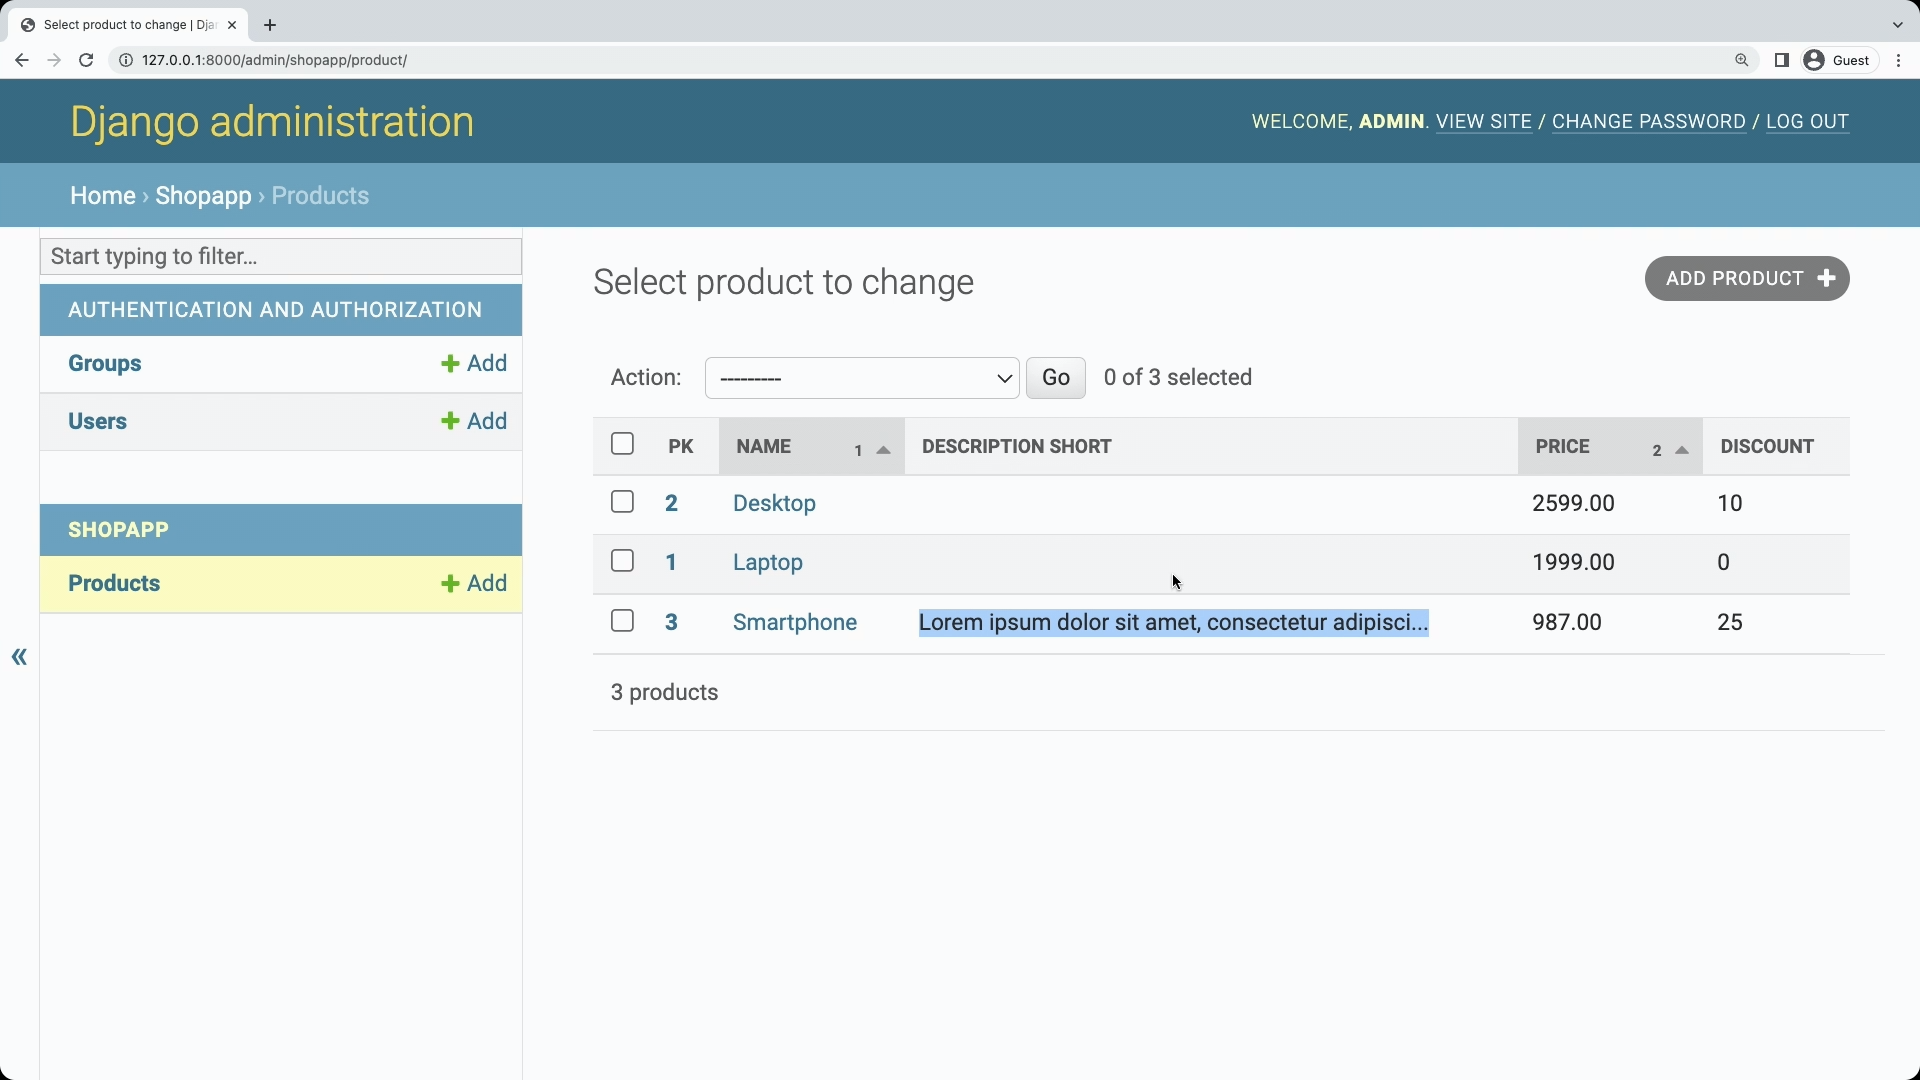 Select product to change | Dja
127.0.0.1:8000/admin/shopapp/product/
Guest
Django administration
WELCOME, ADMIN. VIEW SITE / CHANGE PASSWORD / LOG OUT
Home › Shopapp › Products
Start typing to filter...
AUTHENTICATION AND AUTHORIZATION
Groups + Add
Users + Add
SHOPAPP
Products + Add
«
Select product to change
ADD PRODUCT +
Action: --------- Go 0 of 3 selected
PK NAME 1 DESCRIPTION SHORT PRICE 2 DISCOUNT
2 Desktop 2599.00 10
1 Laptop 1999.00 0
3 Smartphone Lorem ipsum dolor sit amet, consectetur adipisci... 987.00 25
3 products